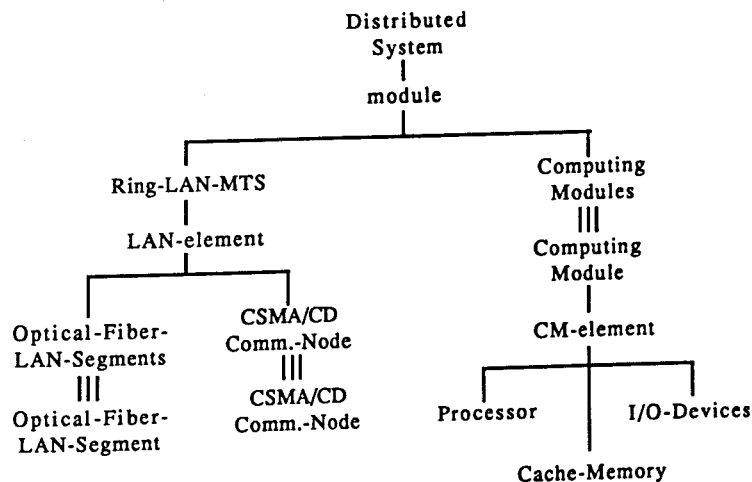 Distributed
System
module
Ring-LAN-MTS
LAN-element
Optical-Fiber-
LAN-Segments
Optical-Fiber-
LAN-Segment
CSMA/CD
Comm.-Node
CSMA/CD
Comm.-Node
Computing
Modules
Computing
Module
CM-element
Processor
I/O-Devices
Cache-Memory